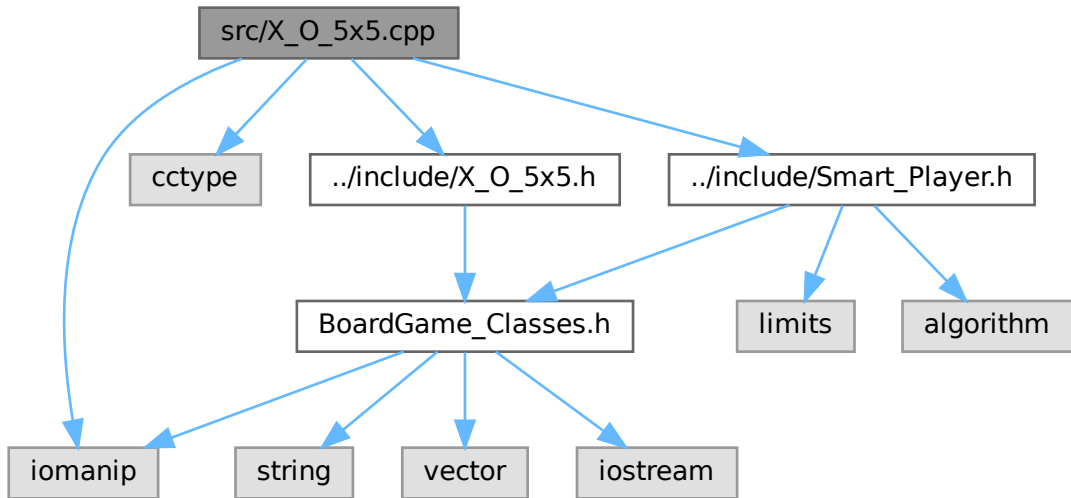 src/X_O_5x5.cpp
cctype
../include/X_O_5x5.h
../include/Smart_Player.h
BoardGame_Classes.h
limits
algorithm
iomanip
string
vector
iostream